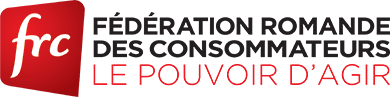 frc
FÉDÉRATION ROMANDE
DES CONSOMMATEURS
LE POUVOIR D'AGIR